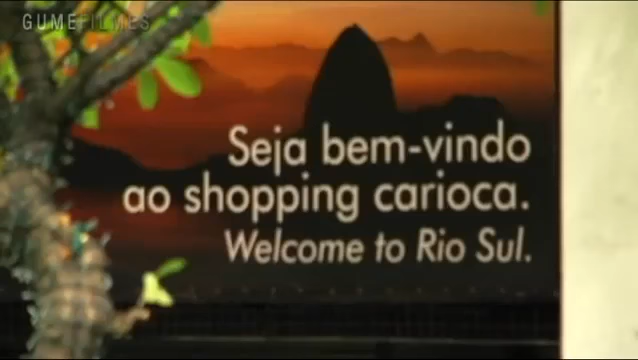 GUMEFILMES
Seja bem-vindo
ao shopping carioca.
Welcome to Rio Sul.